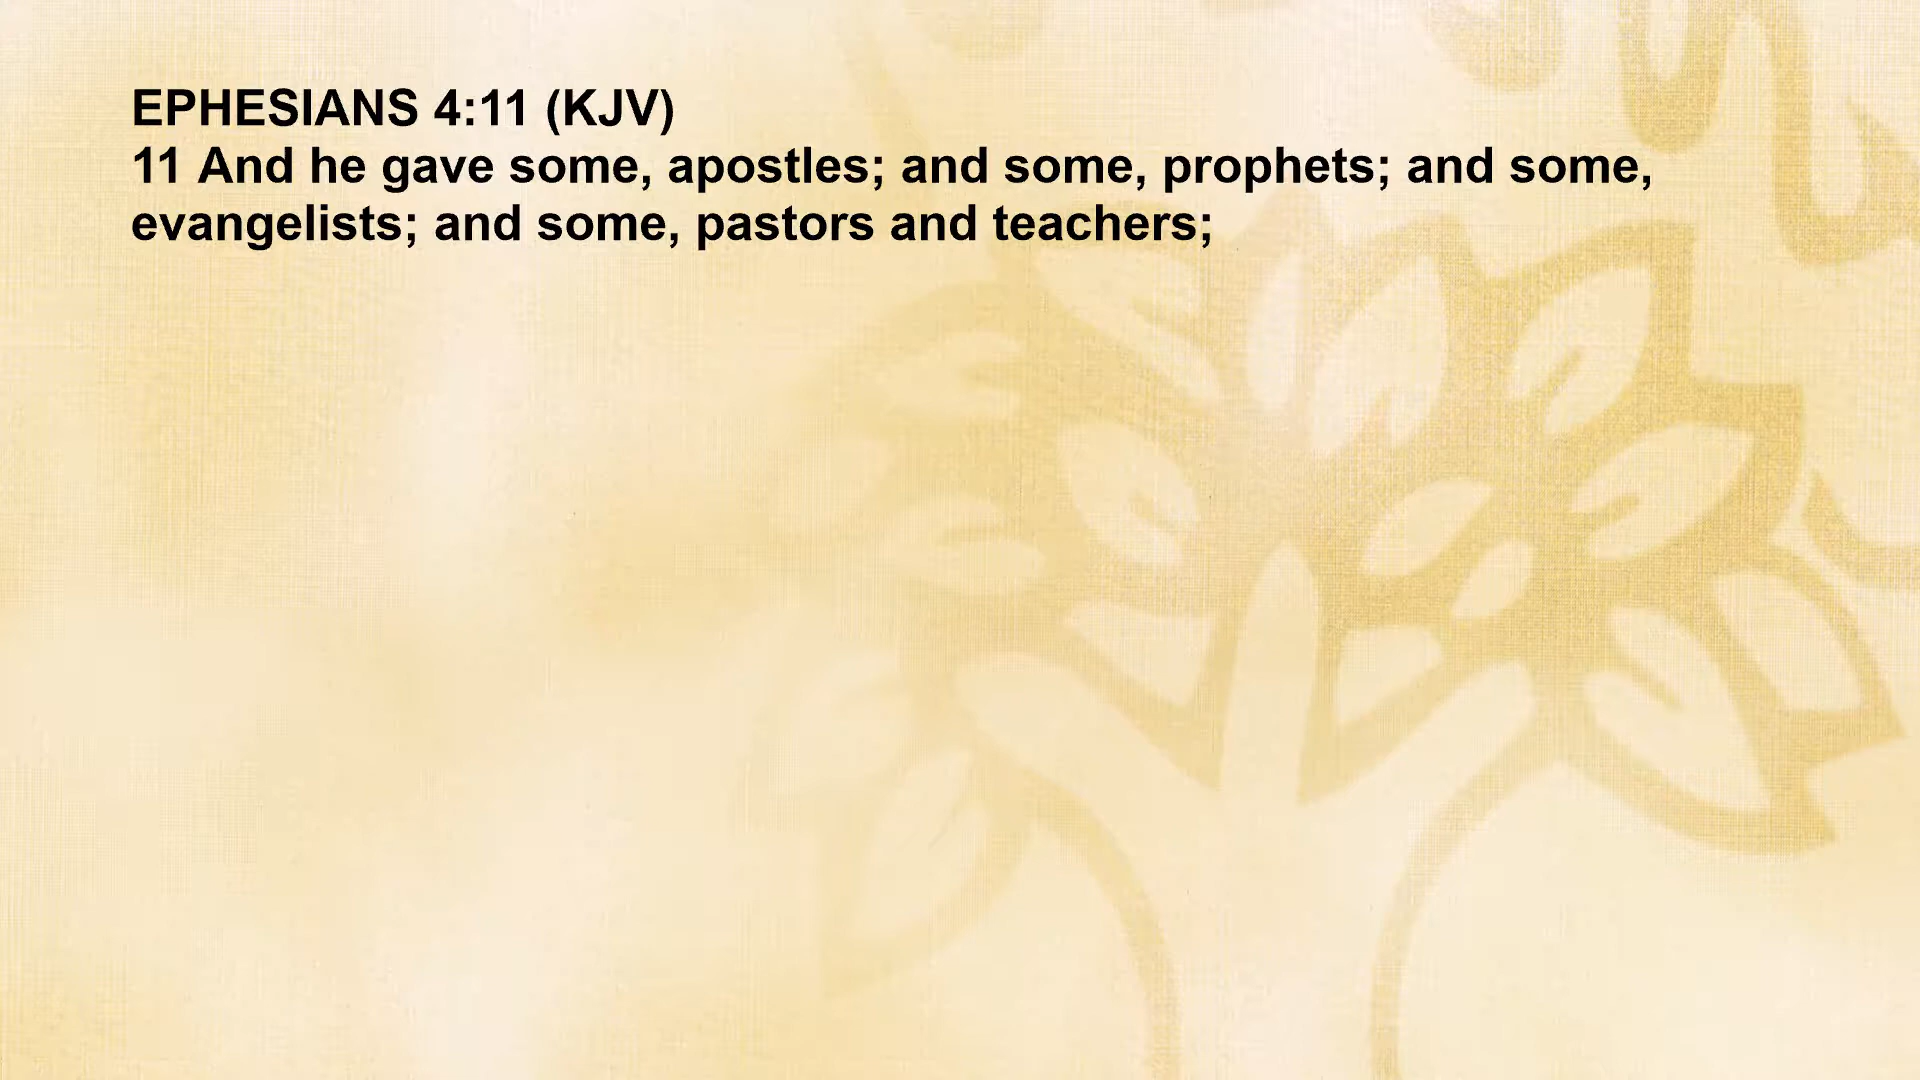 EPHESIANS 4:11 (KJV)
11 And he gave some, apostles; and some, prophets; and some,
evangelists; and some, pastors and teachers;